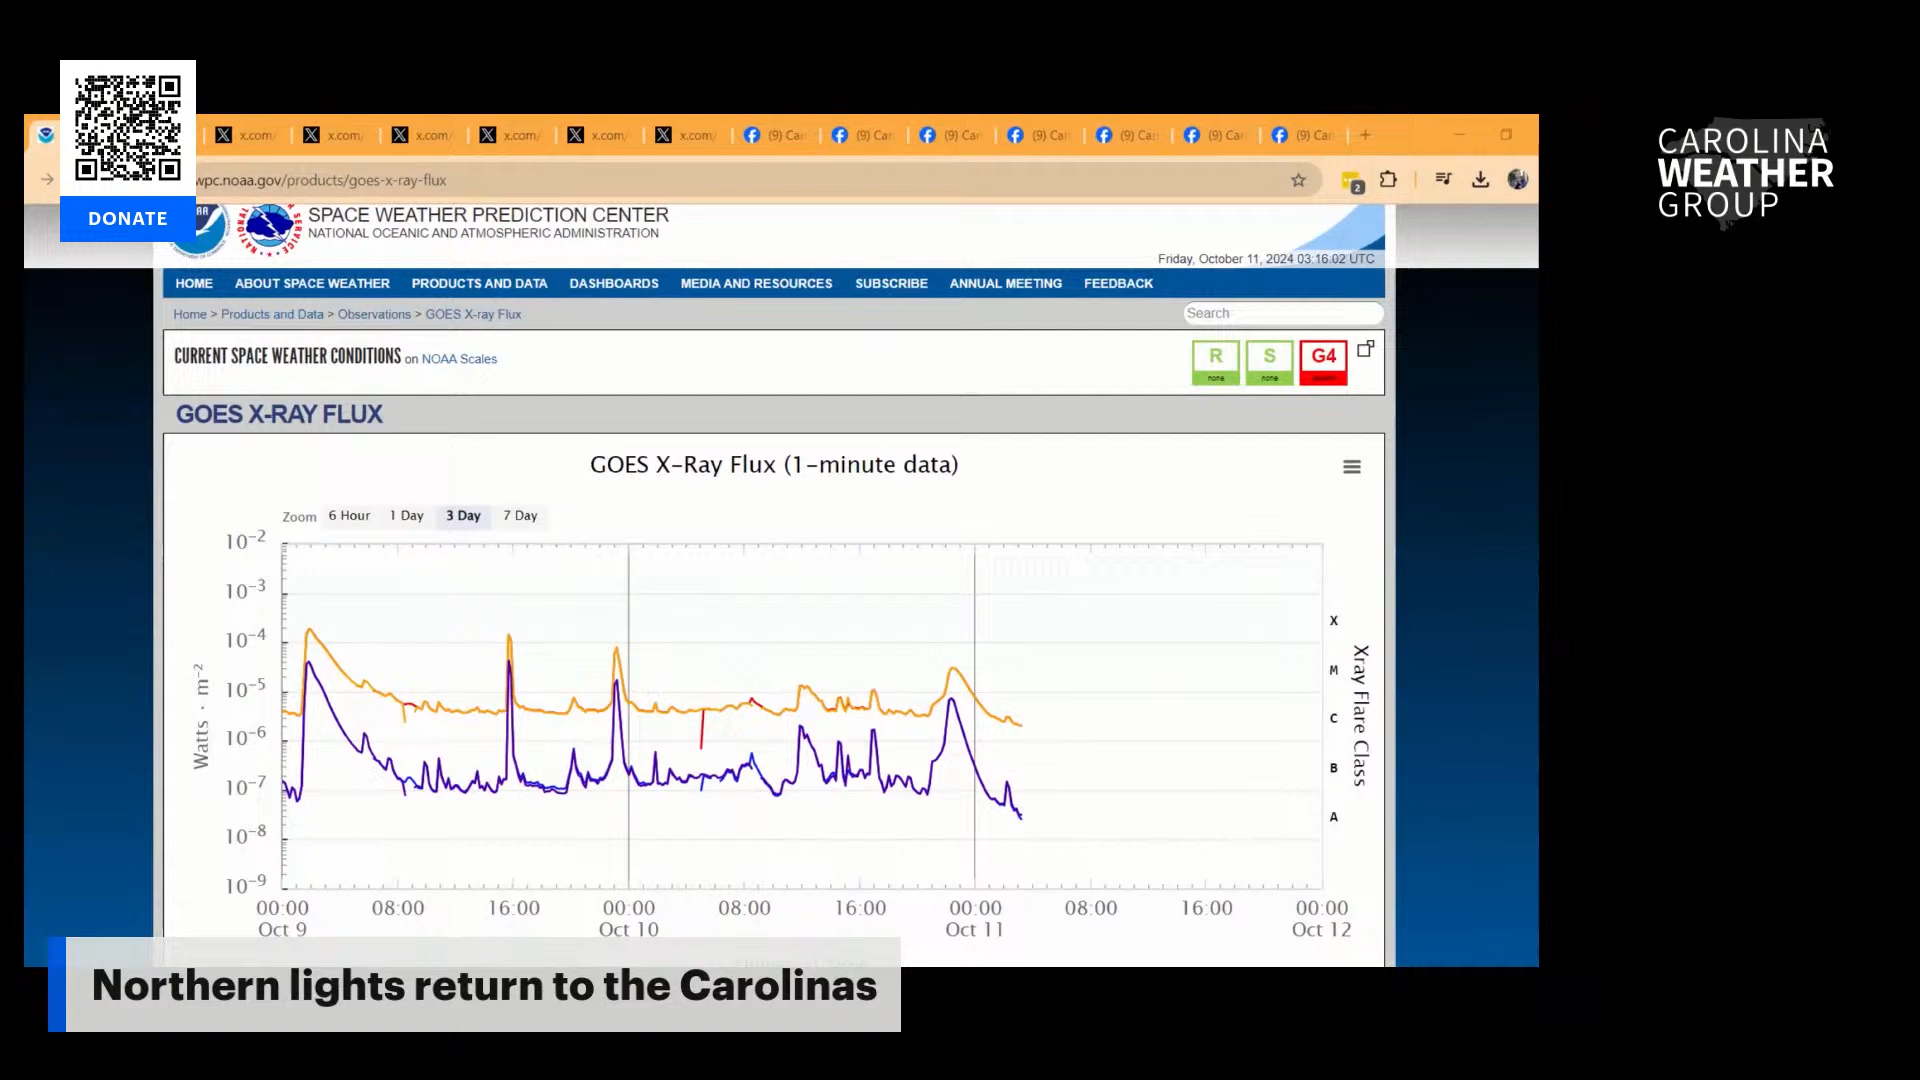 CAROLINA
WEATHER
GROUP
DONATE
x.com/
x.com/
x.com/
x.com/
x.com/
x.com/
(9) Car
(9) Car
(9) Car
(9) Car
(9) Car
(9) Car
(9) Car
wpc.noaa.gov/products/goes-x-ray-flux
2
SPACE WEATHER PREDICTION CENTER
NATIONAL OCEANIC AND ATMOSPHERIC ADMINISTRATION
Friday, October 11, 2024 03:16:02 UTC
HOME ABOUT SPACE WEATHER PRODUCTS AND DATA DASHBOARDS MEDIA AND RESOURCES SUBSCRIBE ANNUAL MEETING FEEDBACK
Home > Products and Data > Observations > GOES X-ray Flux
Search
CURRENT SPACE WEATHER CONDITIONS on NOAA Scales
R S G4
none none
GOES X-RAY FLUX
GOES X-Ray Flux (1-minute data)
Zoom 6 Hour 1 Day 3 Day 7 Day
10⁻²
10⁻³
10⁻⁴
10⁻⁵
10⁻⁶
10⁻⁷
10⁻⁸
10⁻⁹
Watts · m⁻²
X
M
C
B
A
Xray Flare Class
00:00 08:00 16:00 00:00 08:00 16:00 00:00 08:00 16:00 00:00
Oct 9 Oct 10 Oct 11 Oct 12
Northern lights return to the Carolinas